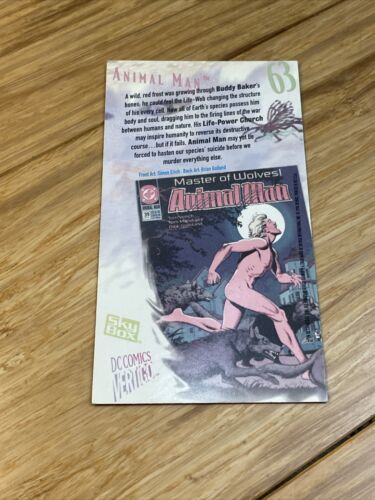 ANIMAL MAN™
63
A wild, red frost was growing through Buddy Baker's
bones, he could feel the Life-Web changing the structure
of his every cell. Now all of Earth's species possess him
body and soul, dragging him to the firing lines of the war
between humans and nature. His Life-Power Church
may inspire humanity to reverse its destructive
course...but if it fails, Animal Man may yet be
forced to hasten our species' suicide before we
murder everything else.
Front Art: Simon Bisley · Back Art: Brian Bolland
Master of Wolves!
DC
ANIMAL MAN
39
Animal Man
SKY
BOX
DC COMICS
VERTIGO